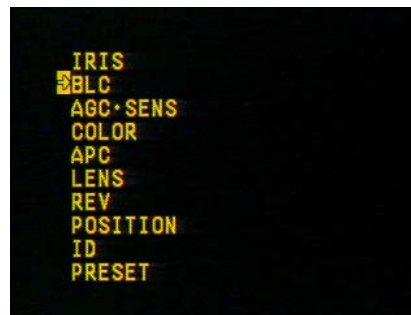 IRIS
BLC
AGC·SENS
COLOR
APC
LENS
REV
POSITION
ID
PRESET